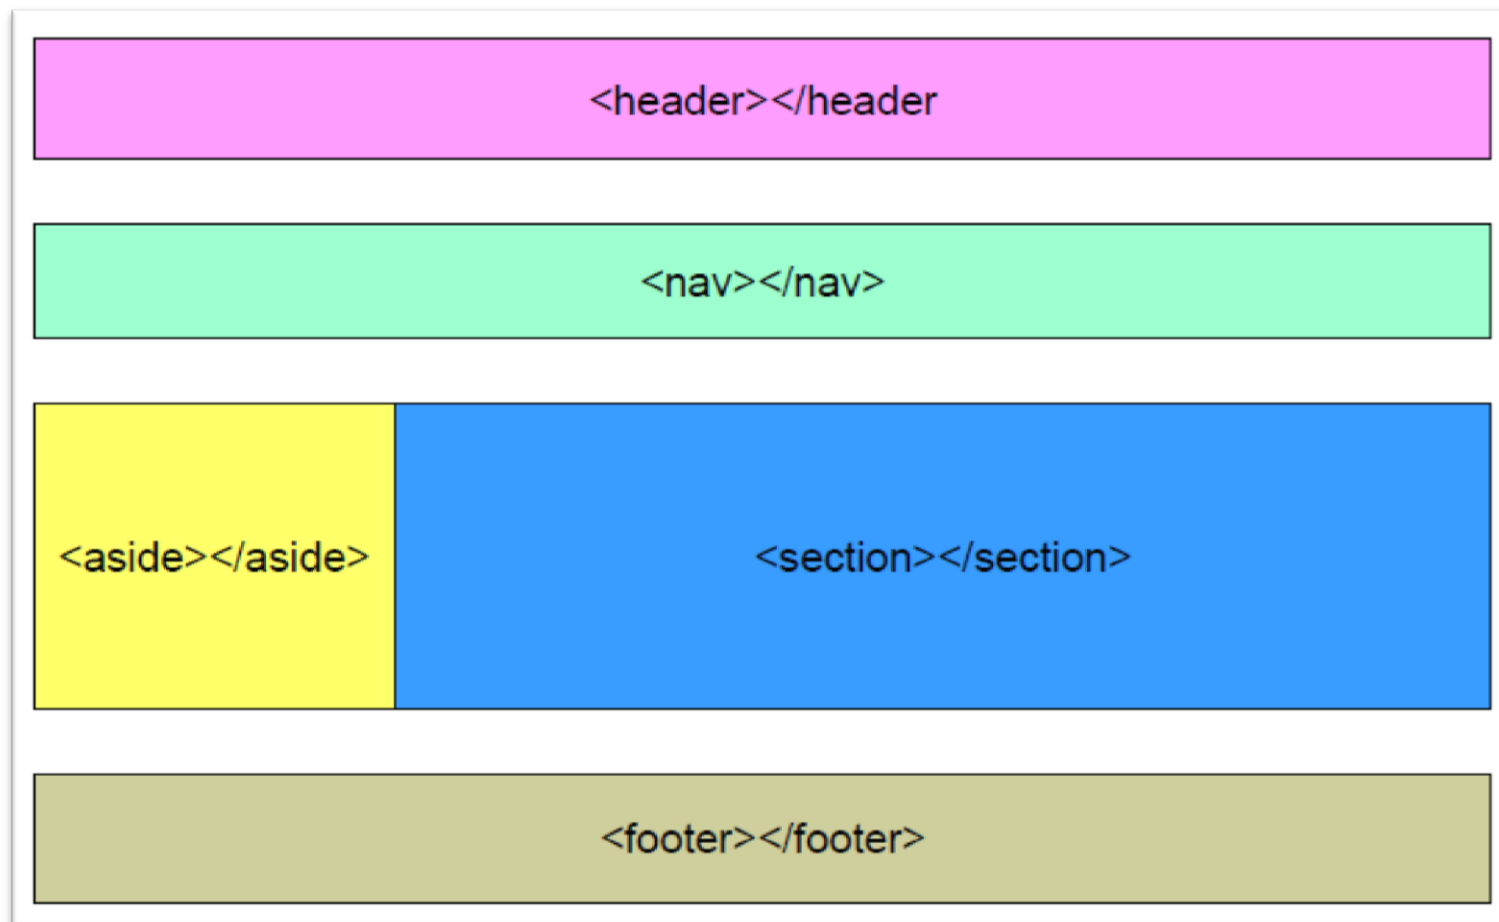 <header></header
<nav></nav>
<aside></aside>
<section></section>
<footer></footer>